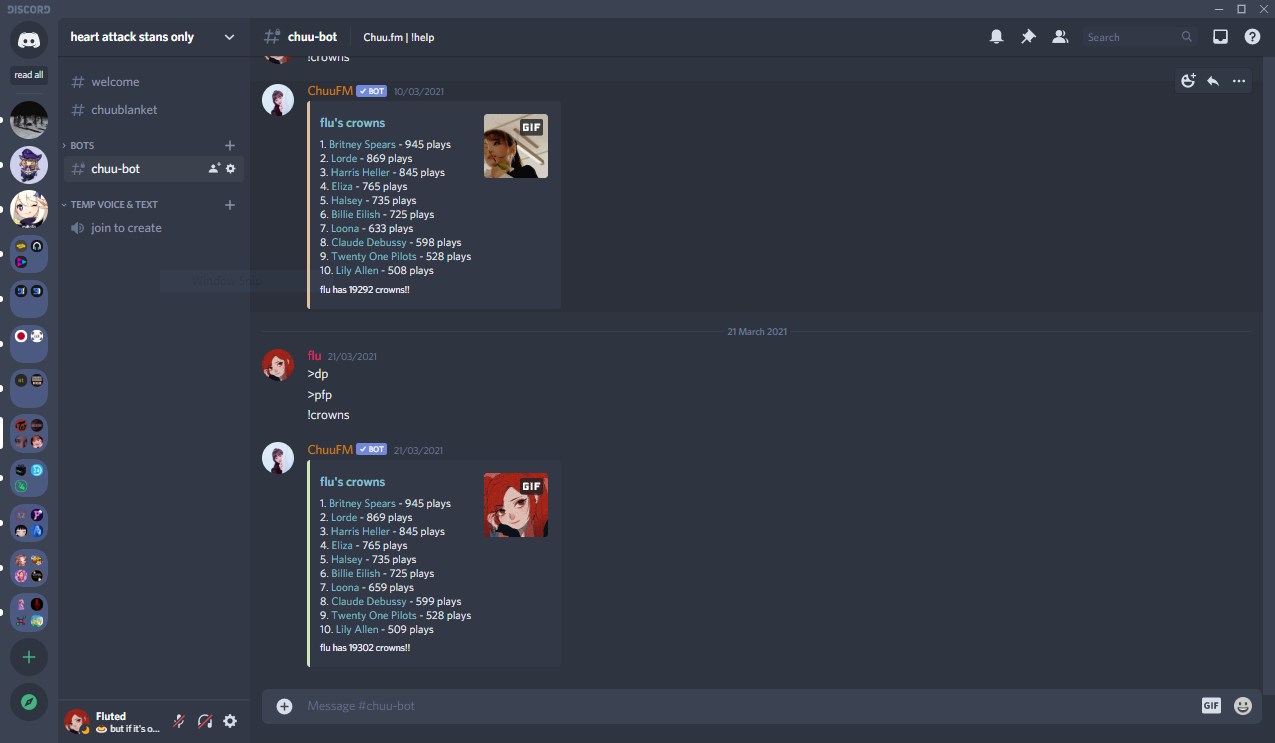 DISCORD
read all
heart attack stans only
welcome
chuublanket
BOTS
chuu-bot
TEMP VOICE & TEXT
join to create
Window Snip
Fluted
but if it's o...
chuu-bot
Chuu.fm | !help
Search
!crowns
ChuuFM BOT 10/03/2021
flu's crowns
GIF
1. Britney Spears - 945 plays
2. Lorde - 869 plays
3. Harris Heller - 845 plays
4. Eliza - 765 plays
5. Halsey - 735 plays
6. Billie Eilish - 725 plays
7. Loona - 633 plays
8. Claude Debussy - 598 plays
9. Twenty One Pilots - 528 plays
10. Lily Allen - 508 plays
flu has 19292 crowns!!
21 March 2021
flu 21/03/2021
>dp
>pfp
!crowns
ChuuFM BOT 21/03/2021
flu's crowns
GIF
1. Britney Spears - 945 plays
2. Lorde - 869 plays
3. Harris Heller - 845 plays
4. Eliza - 765 plays
5. Halsey - 735 plays
6. Billie Eilish - 725 plays
7. Loona - 659 plays
8. Claude Debussy - 599 plays
9. Twenty One Pilots - 528 plays
10. Lily Allen - 509 plays
flu has 19302 crowns!!
Message #chuu-bot
GIF